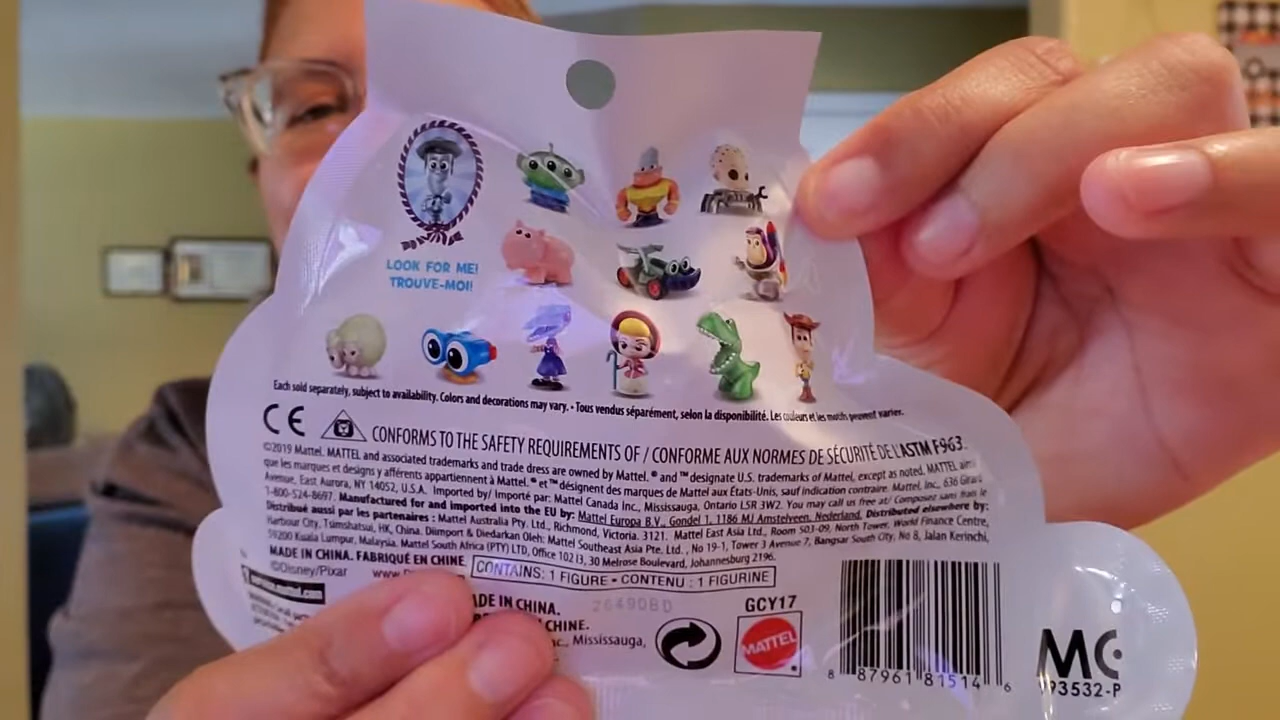 LOOK FOR ME!
TROUVE-MOI!
Each sold separately, subject to availability. Colors and decorations may vary. • Tous vendus séparément, selon la disponibilité. Les couleurs et les motifs peuvent varier.
CE CONFORMS TO THE SAFETY REQUIREMENTS OF / CONFORME AUX NORMES DE SÉCURITÉ DE L'ASTM F963.
©2019 Mattel. MATTEL and associated trademarks and trade dress are owned by Mattel. ® and ™ designate U.S. trademarks of Mattel, except as noted. MATTEL
que les marques et designs y afférents appartiennent à Mattel. ® et ™ désignent des marques de Mattel aux États-Unis, sauf indication contraire. Mattel, Inc., 636 Girard
Avenue, East Aurora, NY 14052, U.S.A. Imported by/ Importé par: Mattel Canada Inc., Mississauga, Ontario L5R 3W2. You may call us free at/ Composez sans frais le
1-800-524-8697. Manufactured for and imported into the EU by: Mattel Europa B.V., Gondel 1, 1186 MJ Amstelveen, Nederland. Distributed elsewhere by:
Distribué aussi par les partenaires : Mattel Australia Pty. Ltd., Richmond, Victoria. 3121. Mattel East Asia Ltd., Room 503-09, North Tower, World Finance Centre,
Harbour City, Tsimshatsui, HK, China. Diimport & Diedarkan Oleh: Mattel Southeast Asia Pte. Ltd., No 19-1, Tower 3 Avenue 7, Bangsar South City, No 8, Jalan Kerinchi,
59200 Kuala Lumpur, Malaysia. Mattel South Africa (PTY) LTD, Office 102 I3, 30 Melrose Boulevard, Johannesburg 2196.
MADE IN CHINA. FABRIQUÉ EN CHINE. CONTAINS: 1 FIGURE • CONTENU : 1 FIGURINE
©Disney/Pixar www.
ADE IN CHINA.
CHINE.
Mississauga,
GCY17
MATTEL
8 87961 81514 6
MC
93532-P